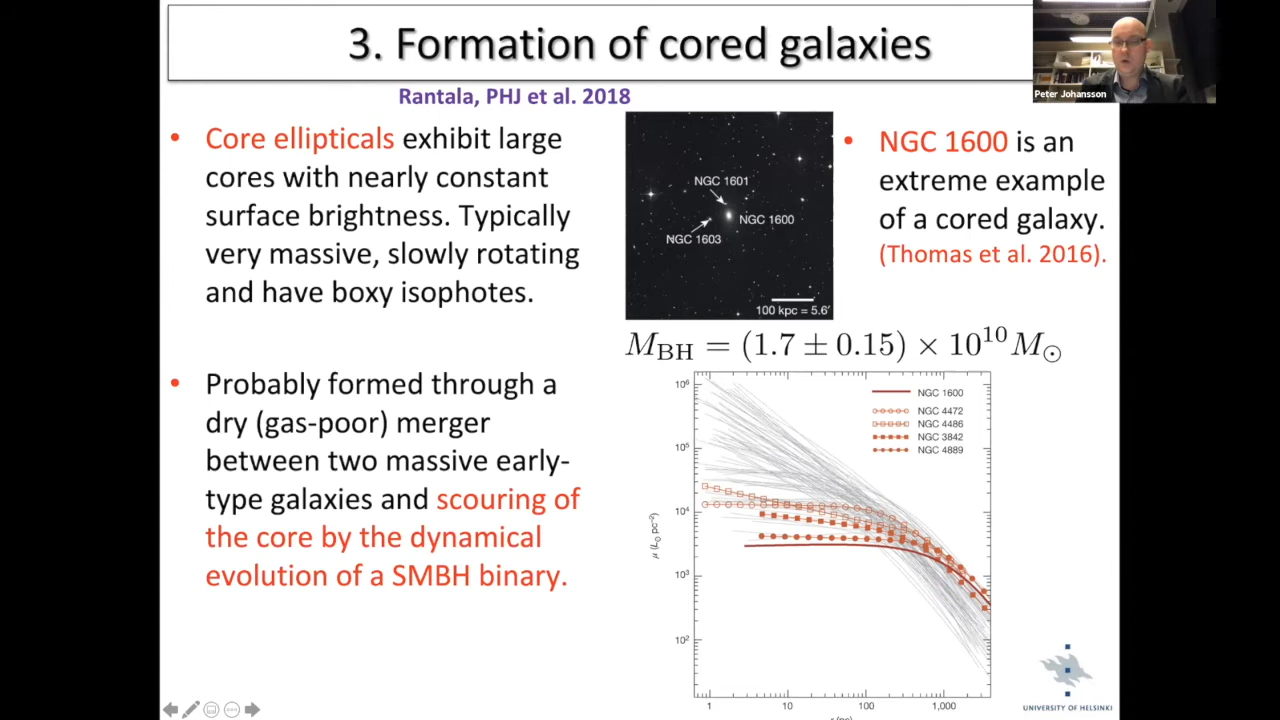 3. Formation of cored galaxies
Peter Johansson
Rantala, PHJ et al. 2018
• Core ellipticals exhibit large
cores with nearly constant
surface brightness. Typically
very massive, slowly rotating
and have boxy isophotes.
• Probably formed through a
dry (gas-poor) merger
between two massive early-
type galaxies and scouring of
the core by the dynamical
evolution of a SMBH binary.
NGC 1601
NGC 1600
NGC 1603
100 kpc = 5.6′
• NGC 1600 is an
extreme example
of a cored galaxy.
(Thomas et al. 2016).
M_BH = (1.7 ± 0.15) × 10^10 M_⊙
NGC 1600
NGC 4472
NGC 4486
NGC 3842
NGC 4889
10^6
10^5
10^4
10^3
10^2
μ (L⊙ pc⁻²)
1 10 100 1,000
r (pc)
UNIVERSITY OF HELSINKI